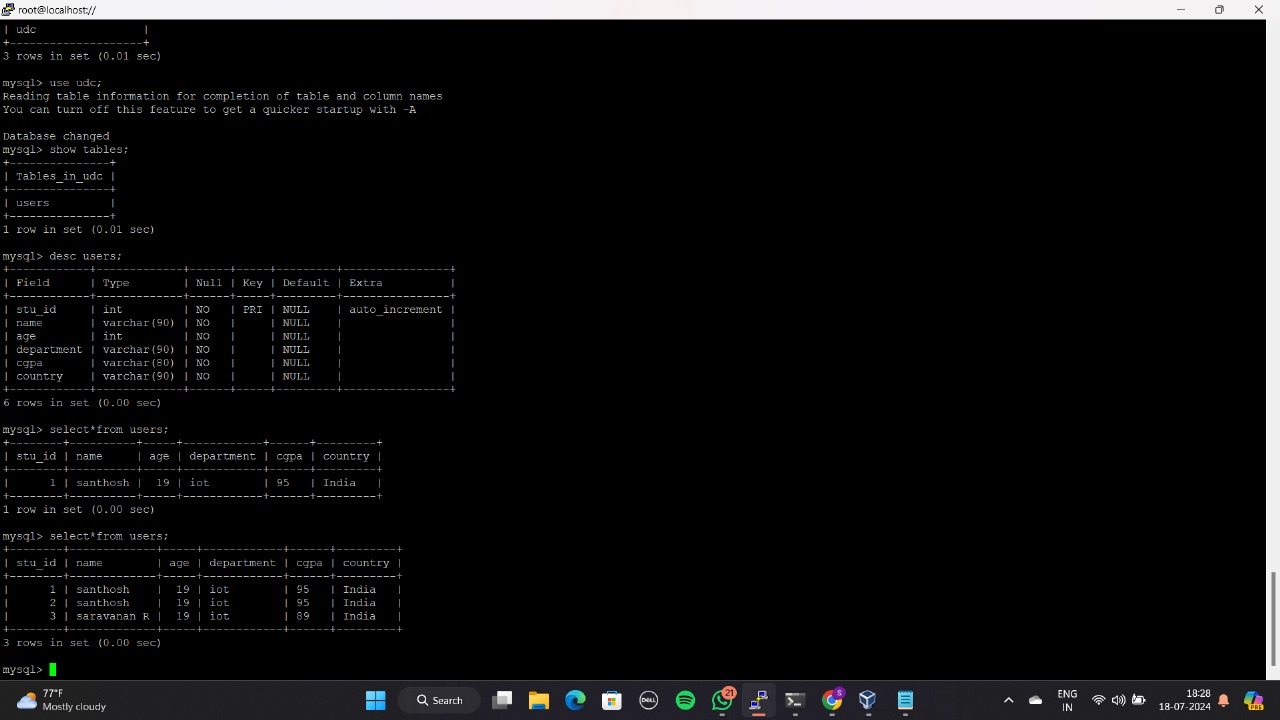 root@localhost://
| udc                |
+--------------------+
3 rows in set (0.01 sec)
mysql> use udc;
Reading table information for completion of table and column names
You can turn off this feature to get a quicker startup with -A
Database changed
mysql> show tables;
+---------------+
| Tables_in_udc |
+---------------+
| users         |
+---------------+
1 row in set (0.01 sec)
mysql> desc users;
+------------+-------------+------+-----+---------+----------------+
| Field      | Type        | Null | Key | Default | Extra          |
+------------+-------------+------+-----+---------+----------------+
| stu_id     | int         | NO   | PRI | NULL    | auto_increment |
| name       | varchar(90) | NO   |     | NULL    |                |
| age        | int         | NO   |     | NULL    |                |
| department | varchar(90) | NO   |     | NULL    |                |
| cgpa       | varchar(80) | NO   |     | NULL    |                |
| country    | varchar(90) | NO   |     | NULL    |                |
+------------+-------------+------+-----+---------+----------------+
6 rows in set (0.00 sec)
mysql> select*from users;
+--------+----------+-----+------------+------+---------+
| stu_id | name     | age | department | cgpa | country |
+--------+----------+-----+------------+------+---------+
|      1 | santhosh |  19 | iot        | 95   | India   |
+--------+----------+-----+------------+------+---------+
1 row in set (0.00 sec)
mysql> select*from users;
+--------+-------------+-----+------------+------+---------+
| stu_id | name        | age | department | cgpa | country |
+--------+-------------+-----+------------+------+---------+
|      1 | santhosh    |  19 | iot        | 95   | India   |
|      2 | santhosh    |  19 | iot        | 95   | India   |
|      3 | saravanan R |  19 | iot        | 89   | India   |
+--------+-------------+-----+------------+------+---------+
3 rows in set (0.00 sec)
mysql>
77°F
Mostly cloudy
Search
DELL
21
S
ENG
IN
18:28
18-07-2024
PRE